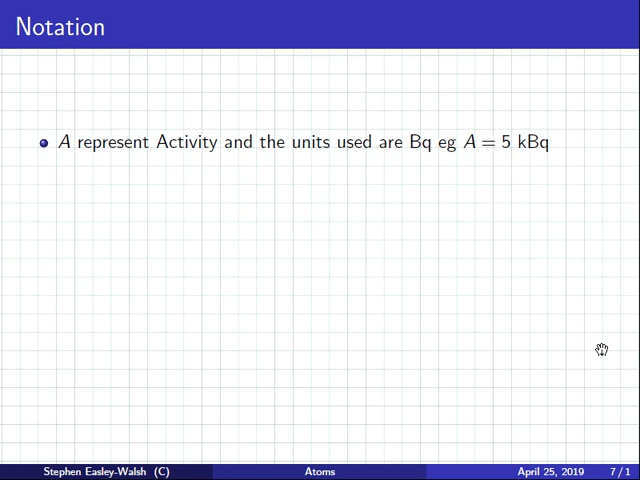 Notation
A represent Activity and the units used are Bq eg A = 5 kBq
Stephen Easley-Walsh (C) Atoms April 25, 2019 7 / 1